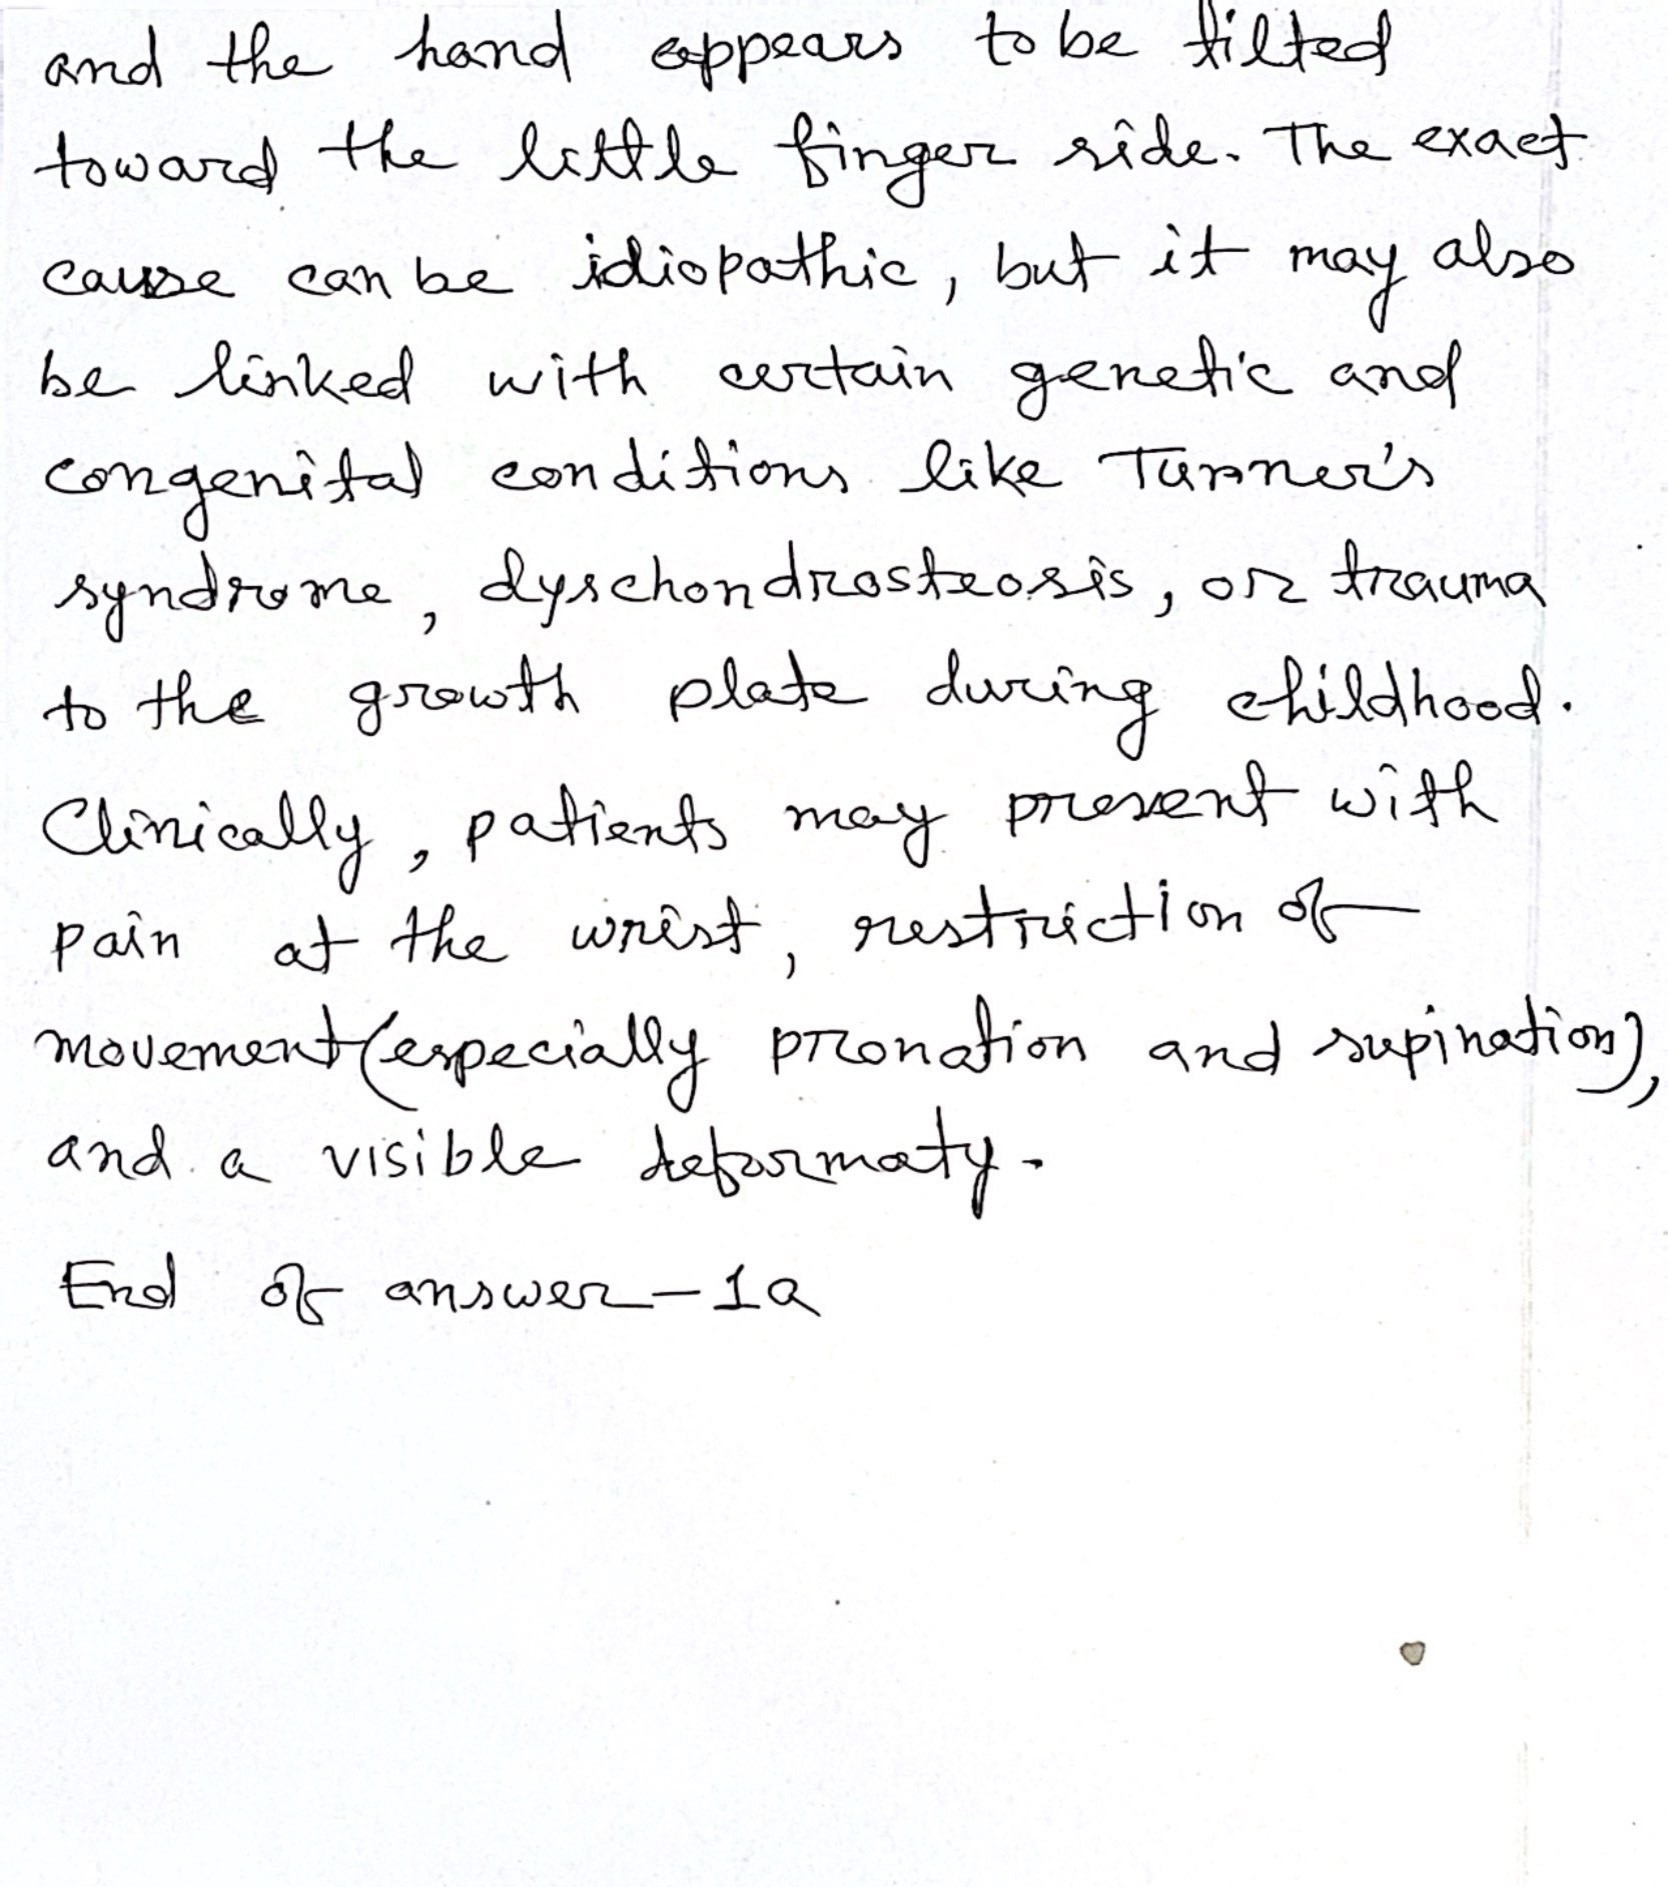 and the hand appears to be tilted
toward the little finger side. The exact
cause can be idiopathic, but it may also
be linked with certain genetic and
congenital conditions like Turner's
syndrome, dyschondrosteosis, or trauma
to the growth plate during childhood.
Clinically, patients may present with
pain at the wrist, restriction of
movement (especially pronation and supination),
and a visible deformaty.
End of answer-1a